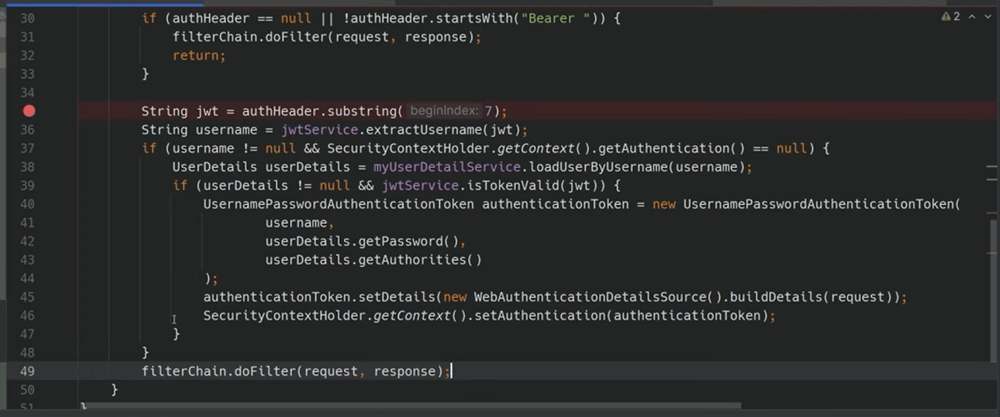 30 if (authHeader == null || !authHeader.startsWith("Bearer ")) {
31 filterChain.doFilter(request, response);
32 return;
33 }
34
String jwt = authHeader.substring( beginIndex: 7);
36 String username = jwtService.extractUsername(jwt);
37 if (username != null && SecurityContextHolder.getContext().getAuthentication() == null) {
38 UserDetails userDetails = myUserDetailService.loadUserByUsername(username);
39 if (userDetails != null && jwtService.isTokenValid(jwt)) {
40 UsernamePasswordAuthenticationToken authenticationToken = new UsernamePasswordAuthenticationToken(
41 username,
42 userDetails.getPassword(),
43 userDetails.getAuthorities()
44 );
45 authenticationToken.setDetails(new WebAuthenticationDetailsSource().buildDetails(request));
46 SecurityContextHolder.getContext().setAuthentication(authenticationToken);
47 }
48 }
49 filterChain.doFilter(request, response);
50 }
51 }
2